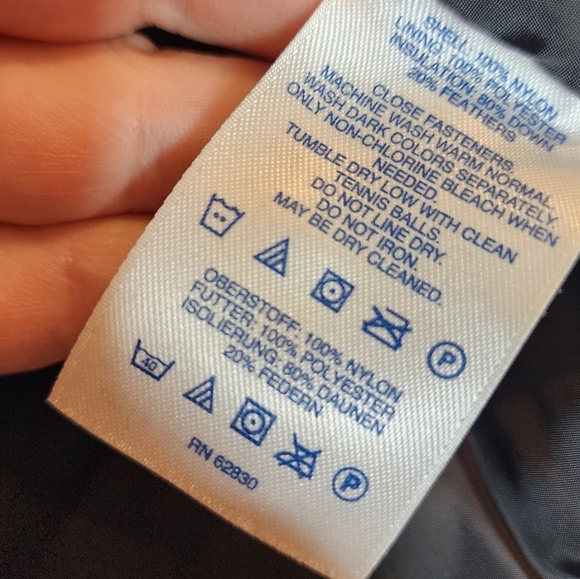 SHELL: 100% NYLON
LINING: 100% POLYESTER
INSULATION: 80% DOWN
20% FEATHERS
CLOSE FASTENERS.
MACHINE WASH WARM NORMAL.
WASH DARK COLORS SEPARATELY.
ONLY NON-CHLORINE BLEACH WHEN
NEEDED.
TUMBLE DRY LOW WITH CLEAN
TENNIS BALLS.
DO NOT LINE DRY.
DO NOT IRON.
MAY BE DRY CLEANED.
P
OBERSTOFF: 100% NYLON
FUTTER: 100% POLYESTER
ISOLIERUNG: 80% DAUNEN
20% FEDERN
40 P
RN 62830